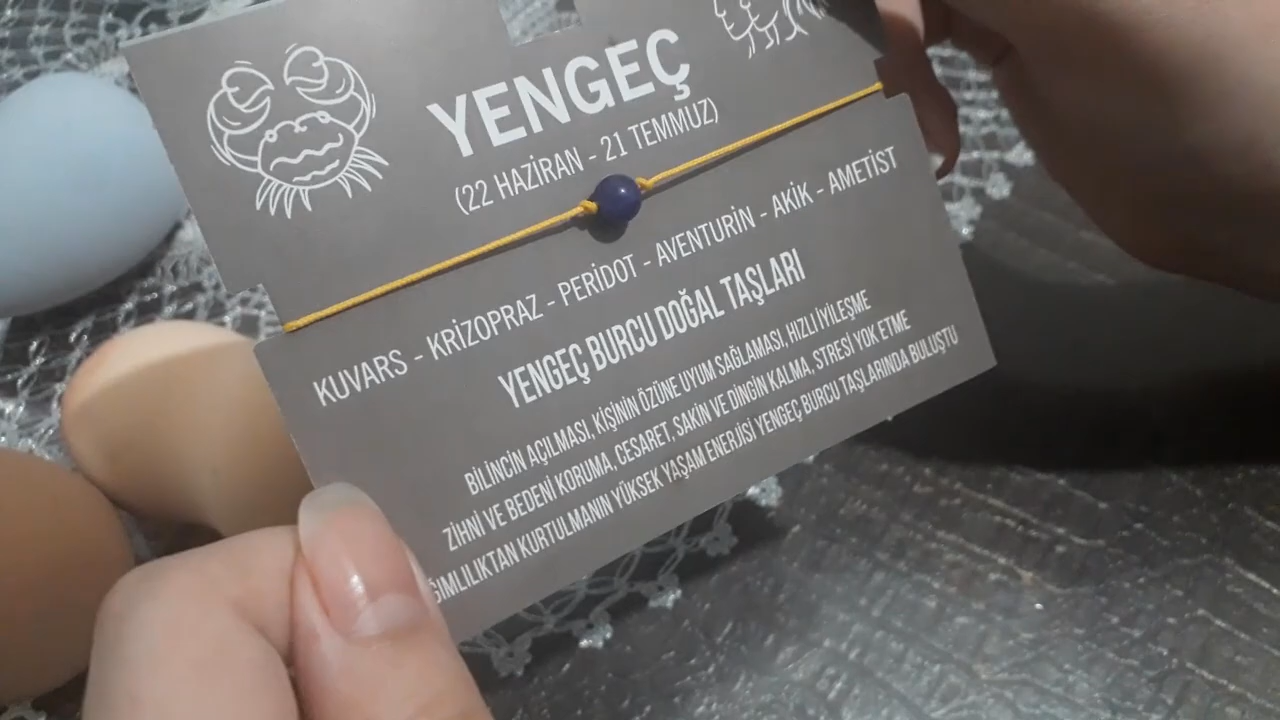 YENGEÇ
(22 HAZİRAN - 21 TEMMUZ)
KUVARS - KRİZOPRAZ - PERİDOT - AVENTURİN - AKİK - AMETİST
YENGEÇ BURCU DOĞAL TAŞLARI
BİLİNCİN AÇILMASI, KİŞİNİN ÖZÜNE UYUM SAĞLAMASI, HIZLI İYİLEŞME
ZİHNİ VE BEDENİ KORUMA, CESARET, SAKİN VE DİNGİN KALMA, STRESİ YOK ETME
KURTULMANIN YÜKSEK YAŞAM ENERJİSİ YENGEÇ BURCU TAŞLARINDA BULUŞTU